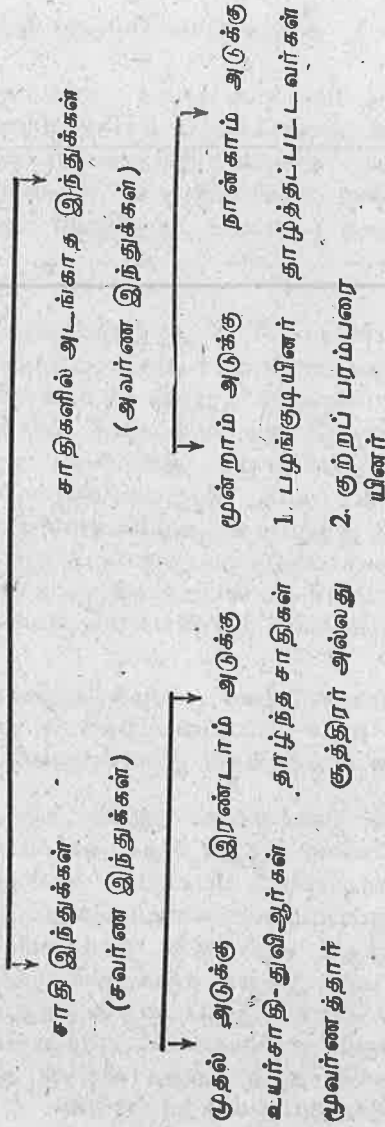 சாதி இந்துக்கள்
(சவர்ண இந்துக்கள்)
சாதிகளில் அடங்காத இந்துக்கள்
(அவர்ண இந்துக்கள்)
முதல் அடுக்கு
உயர்சாதி-துவிஆர்கள்
மூவர்ணத்தார்
இரண்டாம் அடுக்கு
தாழ்ந்த சாதிகள்
சூத்திரர் அல்லது
மூன்றாம் அடுக்கு
1. பழங்குடியினர்
2. குற்றப் பரம்பரை
யினர்
நான்காம் அடுக்கு
தாழ்த்தப்பட்டவர்கள்